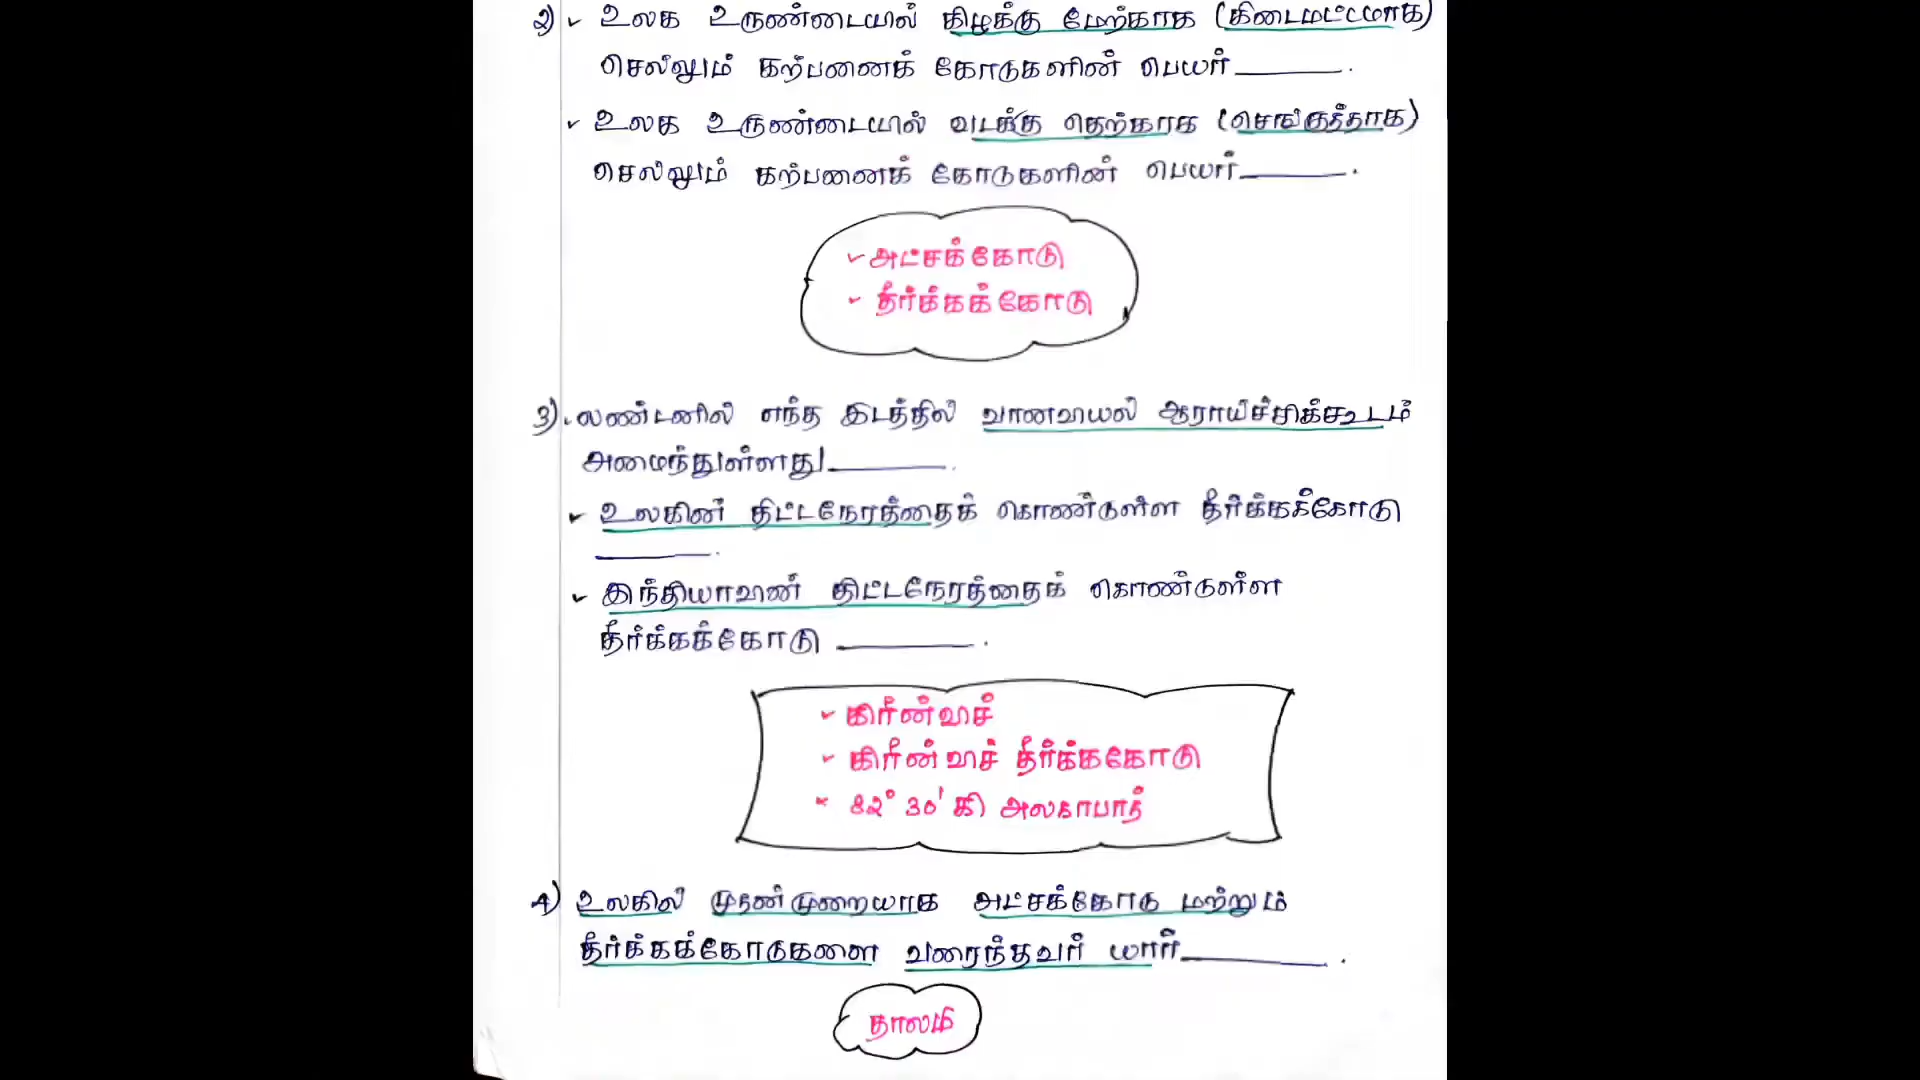 2) ✓ உலக உருண்டையில் கிழக்கு மேற்காக (கிடைமட்டமாக)
செல்லும் கற்பனைக் கோடுகளின் பெயர் ______.
✓ உலக உருண்டையில் வடக்கு தெற்காக (செங்குத்தாக)
செல்லும் கற்பனைக் கோடுகளின் பெயர் ______.
✓ அட்சக்கோடு
✓ தீர்க்கக்கோடு
3). லண்டனில் எந்த இடத்தில் வானவியல் ஆராய்ச்சிக்கூடம்
அமைந்துள்ளது ______.
✓ உலகின் திட்டநேரத்தைக் கொண்டுள்ள தீர்க்கக்கோடு
______.
✓ இந்தியாவின் திட்டநேரத்தைக் கொண்டுள்ள
தீர்க்கக்கோடு ______.
✓ கிரீன்விச்
✓ கிரீன்விச் தீர்க்ககோடு
✓ 82° 30' கி அலகாபாத்
4) உலகில் முதன்முறையாக அட்சக்கோடு மற்றும்
தீர்க்கக்கோடுகளை வரைந்தவர் யார் ______.
தாலமி